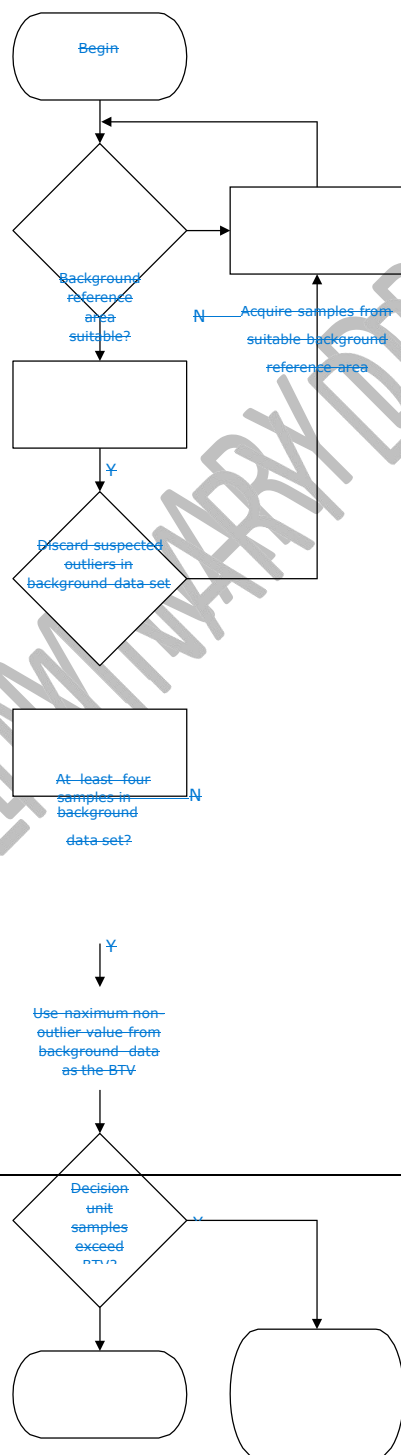 Begin
Background
reference
area
suitable?
N
Acquire samples from
suitable background
reference area
Y
Discard suspected
outliers in
background data set
At least four
samples in
N
background
data set?
Y
Use naximum non-
outlier value from
background data
as the BTV
Decision
unit
samples
exceed
BTV?